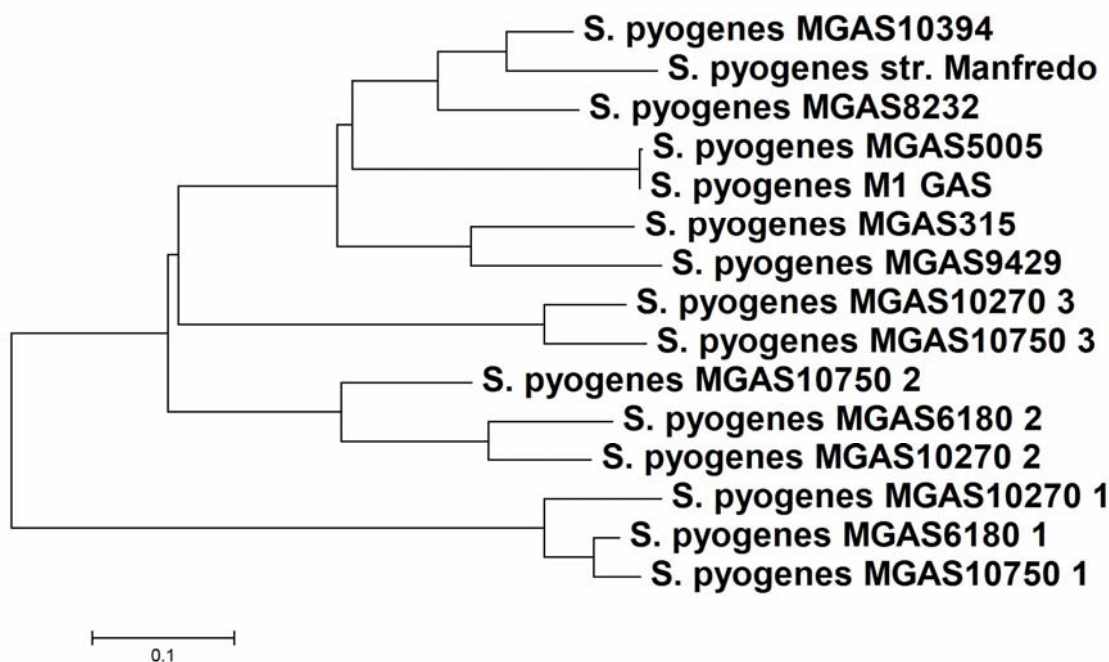 S. pyogenes MGAS10394
S. pyogenes str. Manfredo
S. pyogenes MGAS8232
S. pyogenes MGAS5005
S. pyogenes M1 GAS
S. pyogenes MGAS315
S. pyogenes MGAS9429
S. pyogenes MGAS10270 3
S. pyogenes MGAS10750 3
S. pyogenes MGAS10750 2
S. pyogenes MGAS6180 2
S. pyogenes MGAS10270 2
S. pyogenes MGAS10270 1
S. pyogenes MGAS6180 1
S. pyogenes MGAS10750 1
0.1